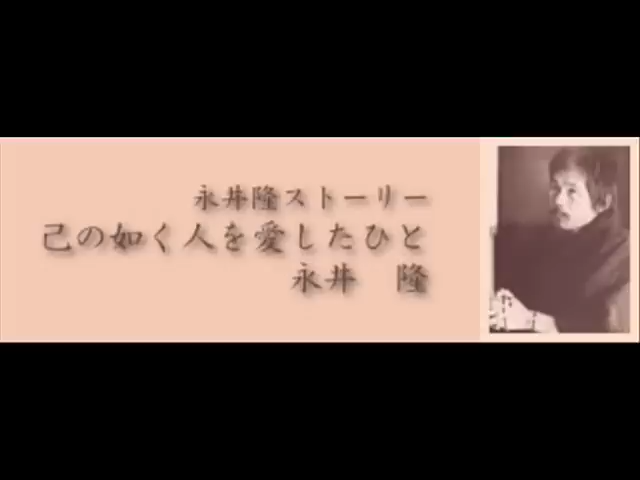 永井隆ストーリー
己の如く人を愛したひと
永井　隆